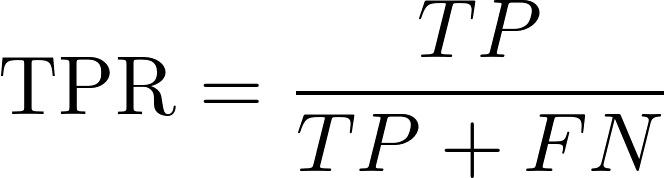 TPR = TP / TP + FN